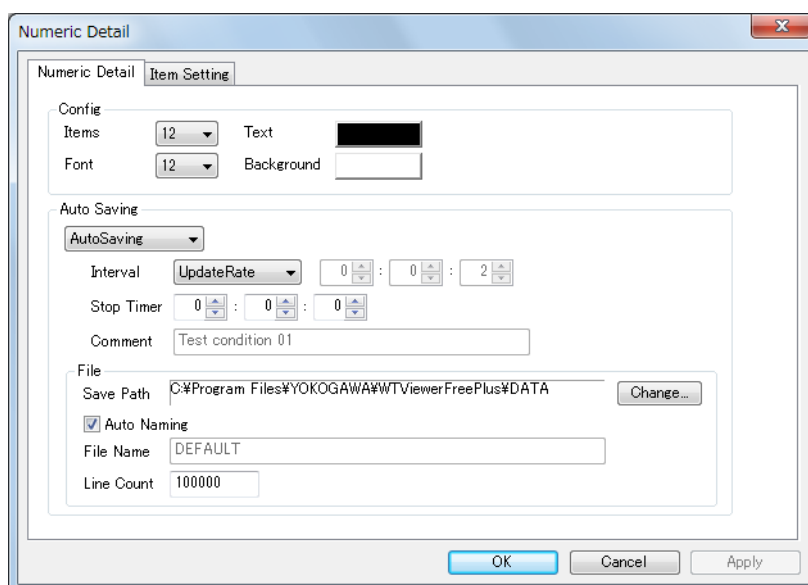 Numeric Detail
Numeric Detail Item Setting
Config
Items 12 Text
Font 12 Background
Auto Saving
AutoSaving
Interval UpdateRate 0 : 0 : 2
Stop Timer 0 : 0 : 0
Comment Test condition 01
File
Save Path C:¥Program Files¥YOKOGAWA¥WTViewerFreePlus¥DATA Change...
Auto Naming
File Name DEFAULT
Line Count 100000
OK Cancel Apply